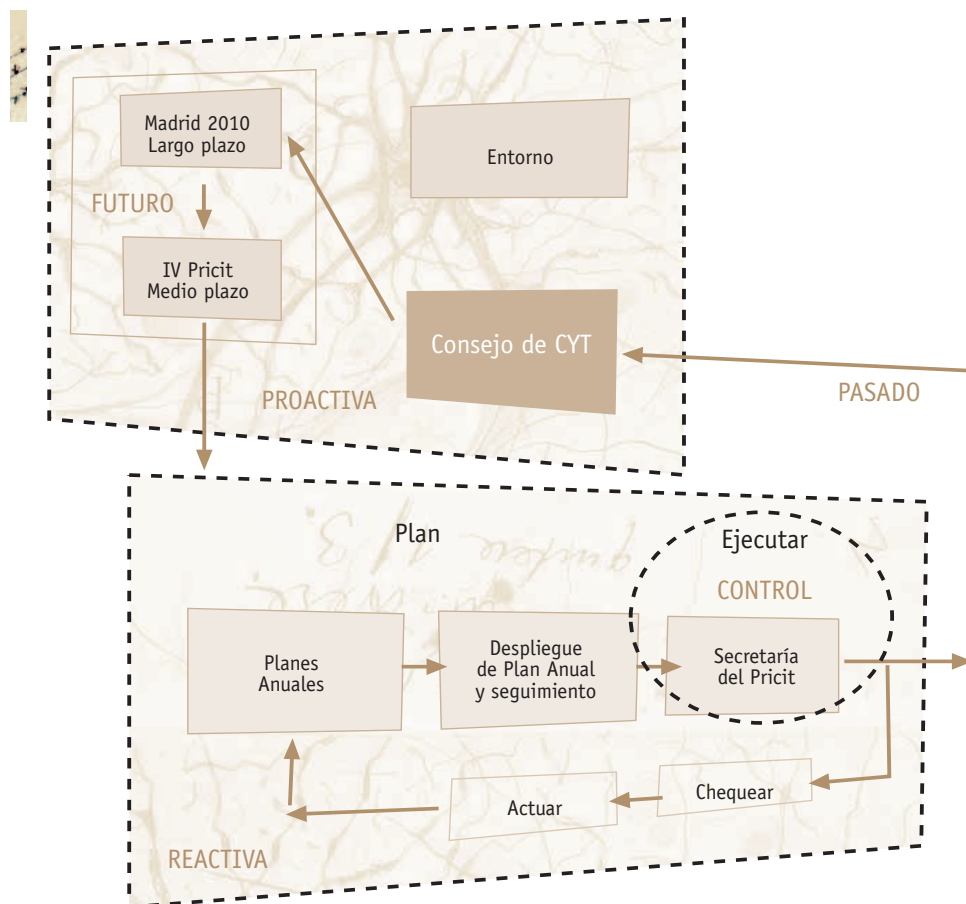 Madrid 2010
Largo plazo
Entorno
FUTURO
IV Pricit
Medio plazo
Consejo de CYT
PROACTIVA
PASADO
Plan
Ejecutar
CONTROL
Planes
Anuales
Despliegue
de Plan Anual
y seguimiento
Secretaría
del Pricit
Chequear
Actuar
REACTIVA